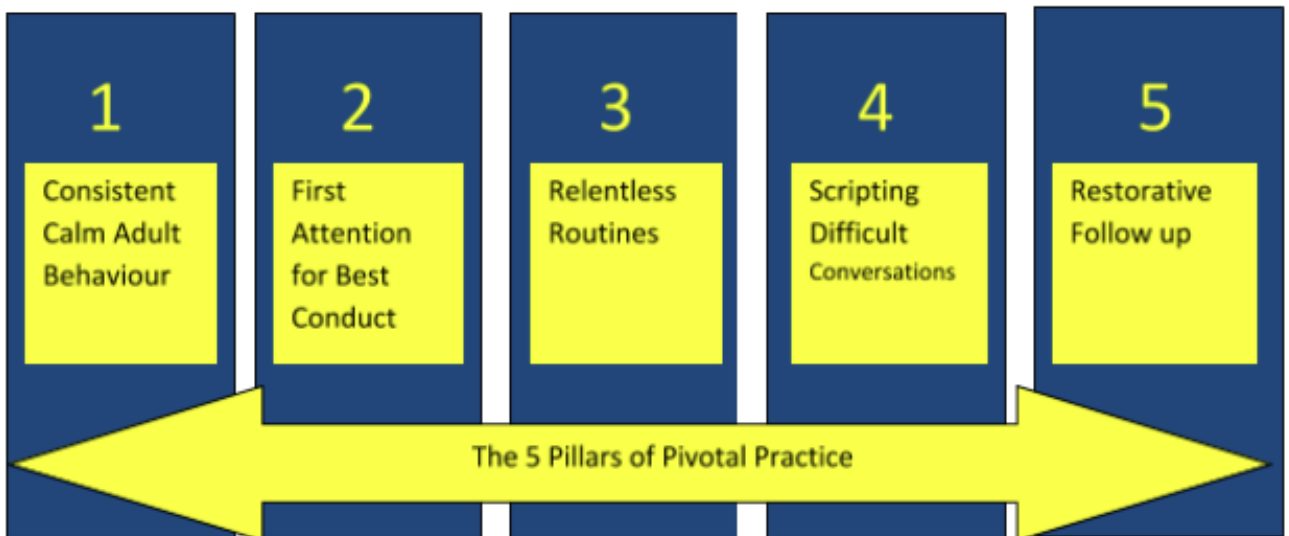 1
Consistent
Calm Adult
Behaviour
2
First
Attention
for Best
Conduct
3
Relentless
Routines
4
Scripting
Difficult
Conversations
5
Restorative
Follow up
The 5 Pillars of Pivotal Practice